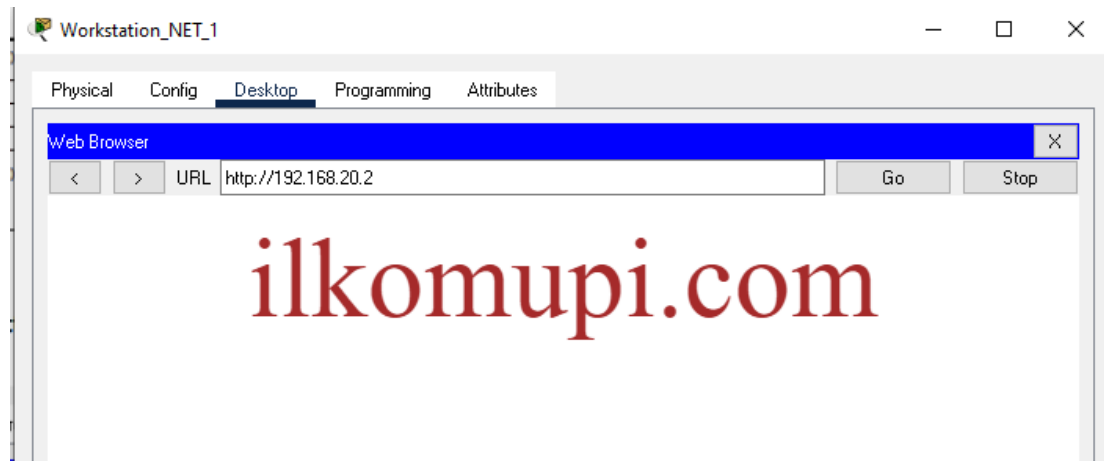 Workstation_NET_1
Physical Config Desktop Programming Attributes
Web Browser X
< > URL http://192.168.20.2 Go Stop
ilkomupi.com